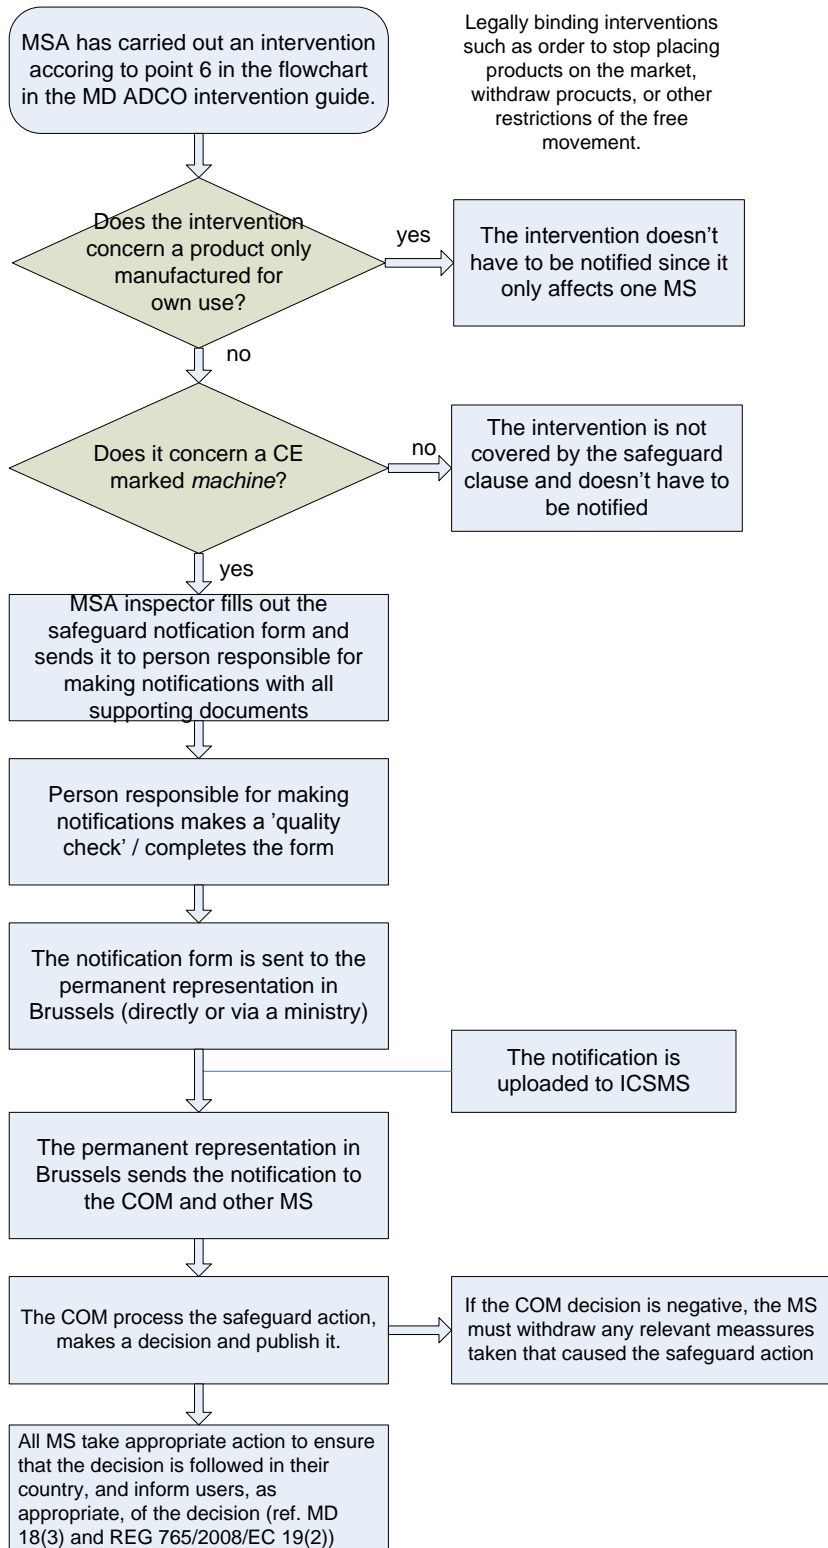 MSA has carried out an intervention
accoring to point 6 in the flowchart
in the MD ADCO intervention guide.
Legally binding interventions
such as order to stop placing
products on the market,
withdraw procucts, or other
restrictions of the free
movement.
Does the intervention
concern a product only
manufactured for
own use?
yes
The intervention doesn't
have to be notified since it
only affects one MS
no
Does it concern a CE
marked machine?
no
The intervention is not
covered by the safeguard
clause and doesn't have to
be notified
yes
MSA inspector fills out the
safeguard notfication form and
sends it to person responsible for
making notifications with all
supporting documents
Person responsible for making
notifications makes a 'quality
check' / completes the form
The notification form is sent to the
permanent representation in
Brussels (directly or via a ministry)
The notification is
uploaded to ICSMS
The permanent representation in
Brussels sends the notification to
the COM and other MS
The COM process the safeguard action,
makes a decision and publish it.
If the COM decision is negative, the MS
must withdraw any relevant meassures
taken that caused the safeguard action
All MS take appropriate action to ensure
that the decision is followed in their
country, and inform users, as
appropriate, of the decision (ref. MD
18(3) and REG 765/2008/EC 19(2))